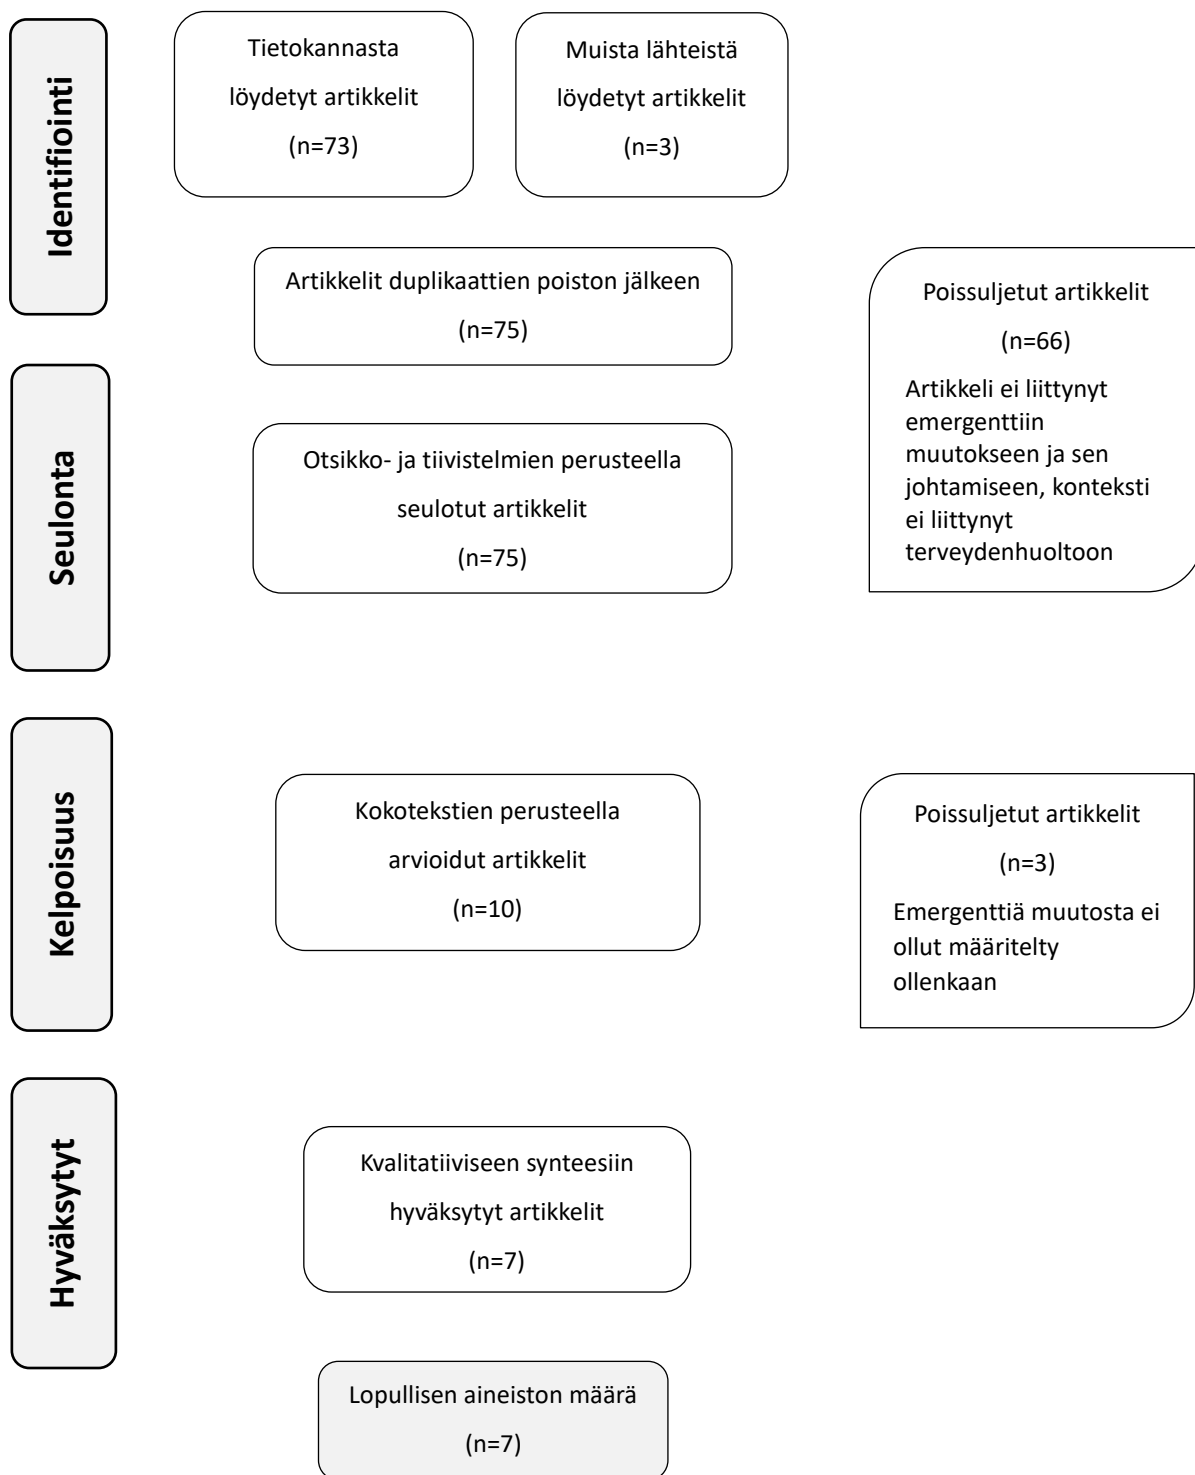 Identifiointi
Tietokannasta
löydetyt artikkelit
(n=73)
Muista lähteistä
löydetyt artikkelit
(n=3)
Artikkelit duplikaattien poiston jälkeen
(n=75)
Seulonta
Otsikko- ja tiivistelmien perusteella
seulotut artikkelit
(n=75)
Poissuljetut artikkelit
(n=66)
Artikkeli ei liittynyt
emergenttiin
muutokseen ja sen
johtamiseen, konteksti
ei liittynyt
terveydenhuoltoon
Kelpoisuus
Kokotekstien perusteella
arvioidut artikkelit
(n=10)
Poissuljetut artikkelit
(n=3)
Emergenttiä muutosta ei
ollut määritelty
ollenkaan
Hyväksytyt
Kvalitatiiviseen synteesiin
hyväksytyt artikkelit
(n=7)
Lopullisen aineiston määrä
(n=7)